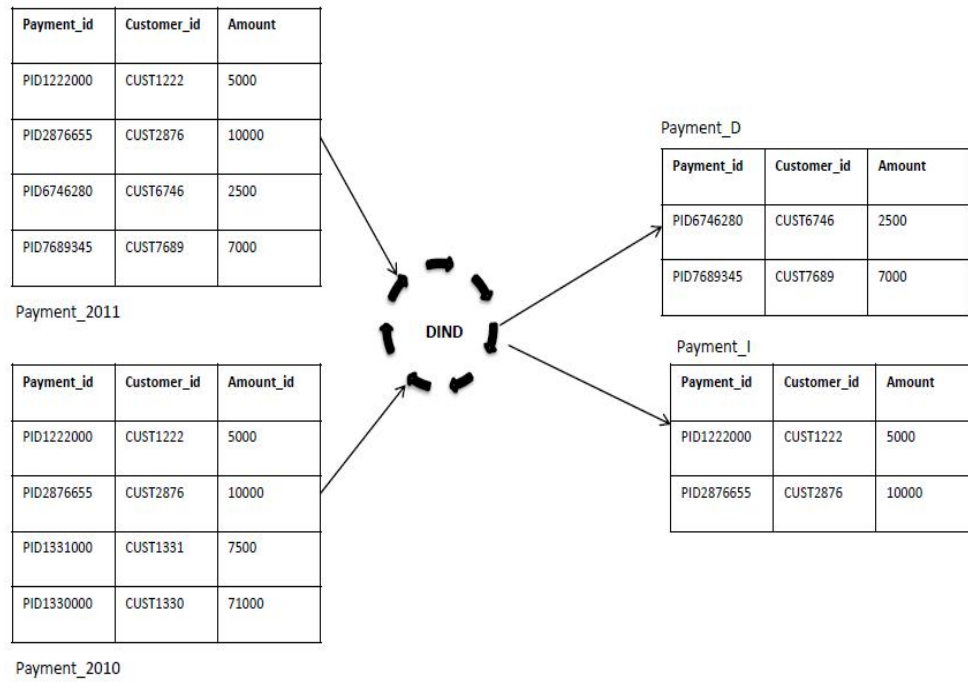 Payment_id Customer_id Amount
PID1222000 CUST1222 5000
PID2876655 CUST2876 10000
PID6746280 CUST6746 2500
PID7689345 CUST7689 7000
Payment_2011
Payment_id Customer_id Amount_id
PID1222000 CUST1222 5000
PID2876655 CUST2876 10000
PID1331000 CUST1331 7500
PID1330000 CUST1330 71000
Payment_2010
DIND
Payment_D
Payment_id Customer_id Amount
PID6746280 CUST6746 2500
PID7689345 CUST7689 7000
Payment_I
Payment_id Customer_id Amount
PID1222000 CUST1222 5000
PID2876655 CUST2876 10000